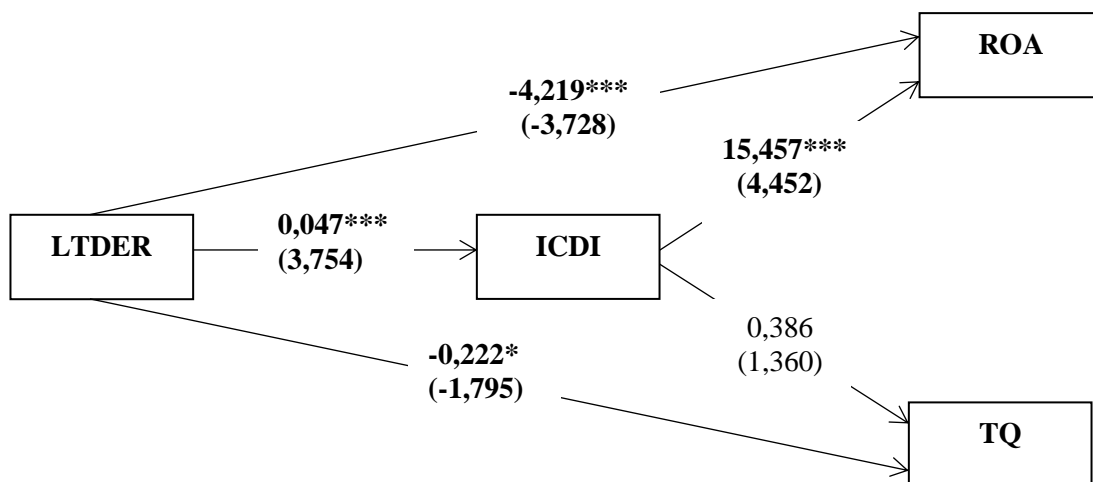 ROA
-4,219***
(-3,728)
15,457***
(4,452)
LTDER
0,047***
(3,754)
ICDI
0,386
(1,360)
-0,222*
(-1,795)
TQ